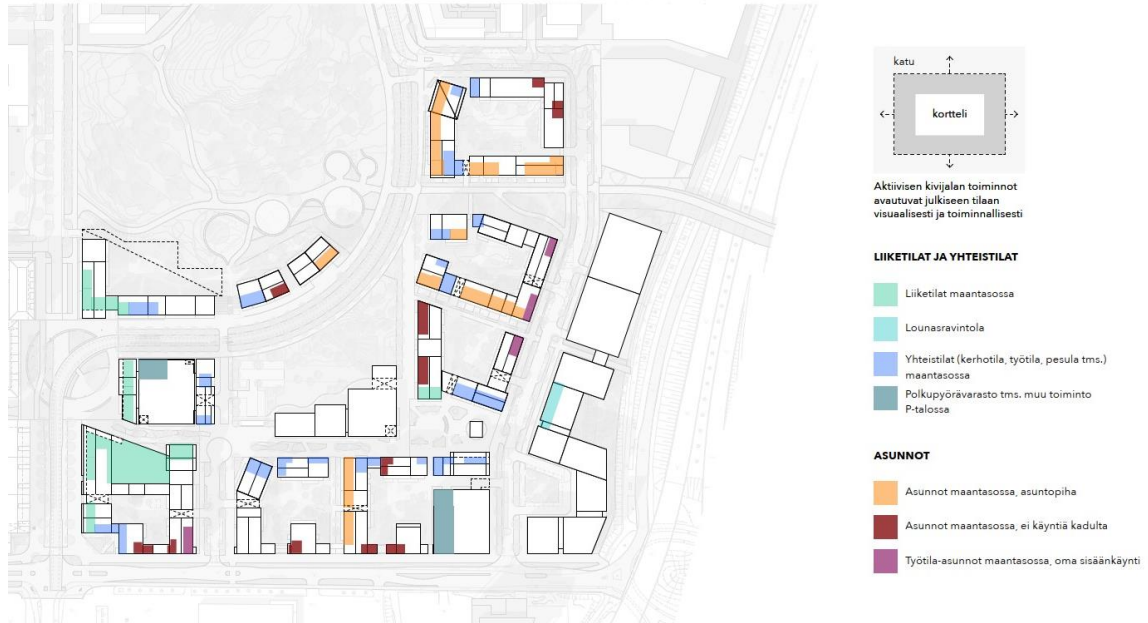 katu
kortteli
Aktiivisen kivijalan toiminnot
avautuvat julkiseen tilaan
visuaalisesti ja toiminnallisesti
LIIKETILAT JA YHTEISTILAT
Liiketilat maantasossa
Lounasravintola
Yhteistilat (kerhotila, työtila, pesula tms.)
maantasossa
Polkupyörävarasto tms. muu toiminto
P-talossa
ASUNNOT
Asunnot maantasossa, asuntopiha
Asunnot maantasossa, ei käyntiä kadulta
Työtila-asunnot maantasossa, oma sisäänkäynti